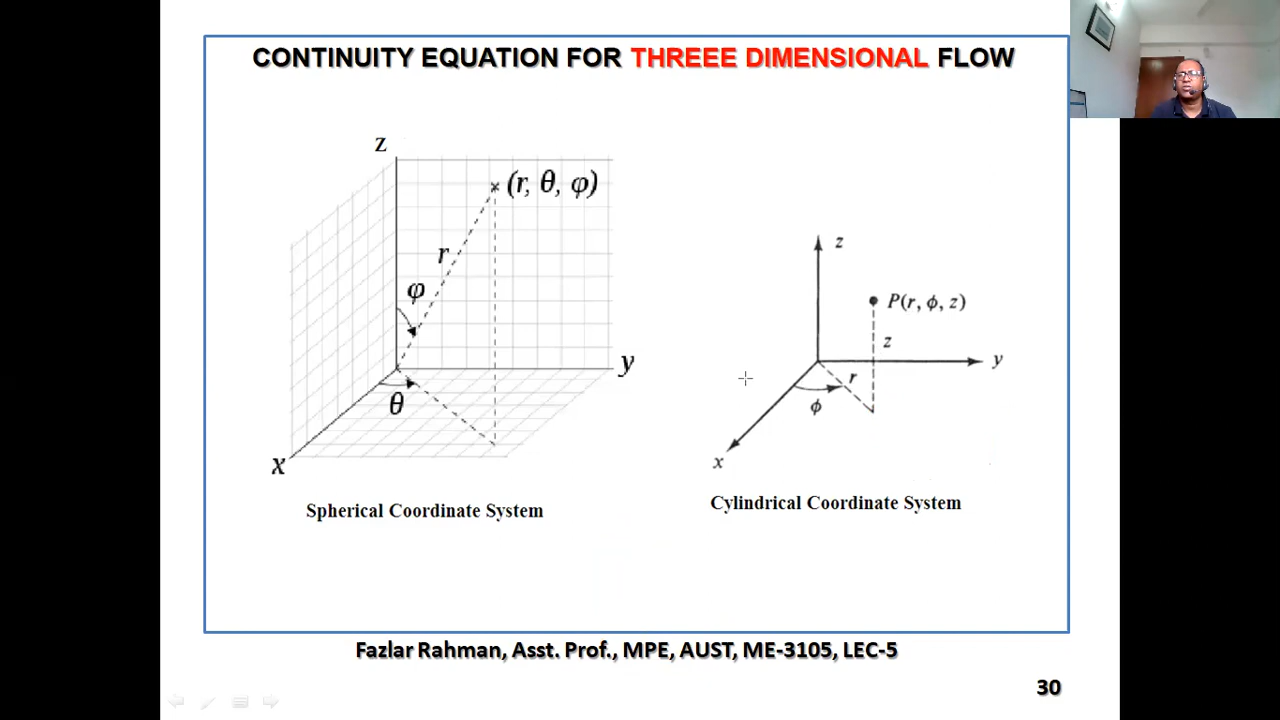 CONTINUITY EQUATION FOR THREEE DIMENSIONAL FLOW
z
(r, θ, φ)
r
φ
y
θ
x
Spherical Coordinate System
z
P(r, ϕ, z)
z
y
r
ϕ
x
Cylindrical Coordinate System
Fazlar Rahman, Asst. Prof., MPE, AUST, ME-3105, LEC-5
30